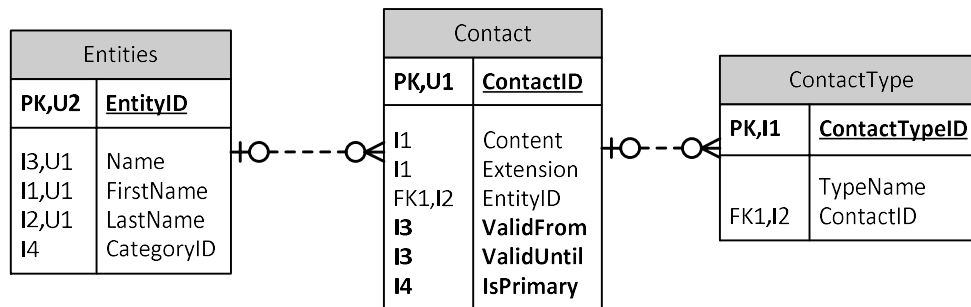 Entities
PK,U2 EntityID
I3,U1 Name
I1,U1 FirstName
I2,U1 LastName
I4 CategoryID
Contact
PK,U1 ContactID
I1 Content
I1 Extension
FK1,I2 EntityID
I3 ValidFrom
I3 ValidUntil
I4 IsPrimary
ContactType
PK,I1 ContactTypeID
TypeName
FK1,I2 ContactID